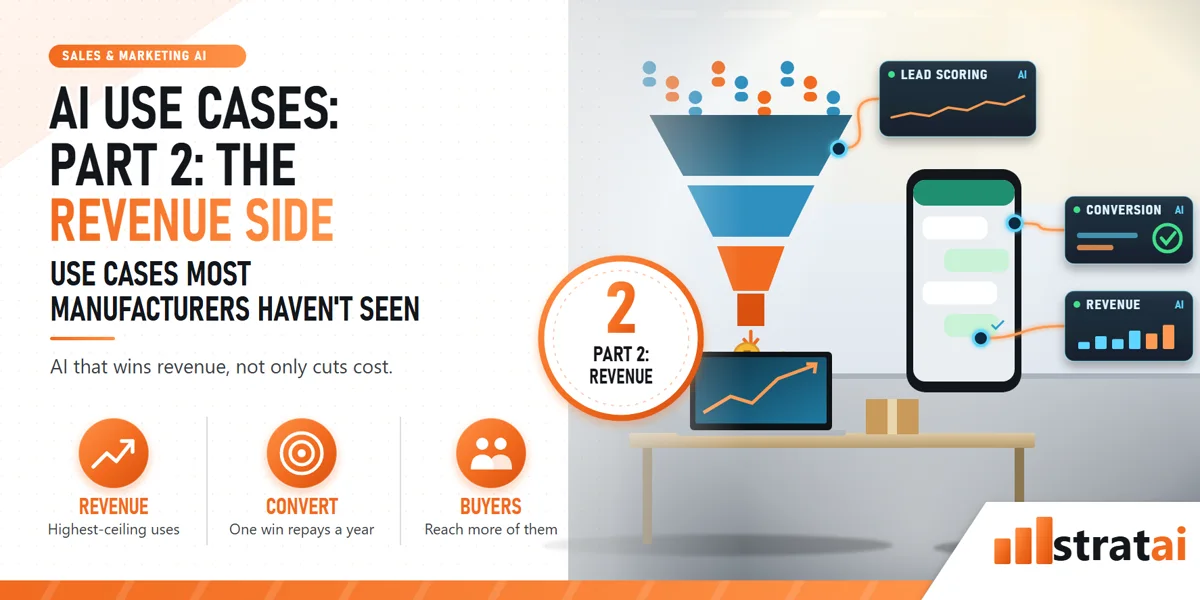 SALES & MARKETING AI
AI USE CASES:
PART 2: THE
REVENUE SIDE
USE CASES MOST
MANUFACTURERS HAVEN'T SEEN
AI that wins revenue, not only cuts cost.
REVENUE
Highest-ceiling uses
CONVERT
One win repays a year
BUYERS
Reach more of them
2
PART 2:
REVENUE
LEAD SCORING AI
CONVERSION AI
REVENUE AI
stratai